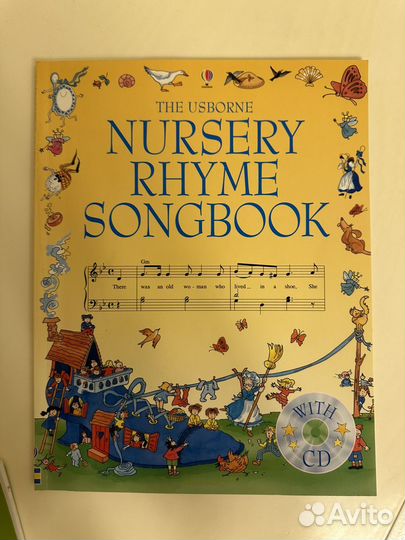 THE USBORNE
NURSERY
RHYME
SONGBOOK
Gm
There was an old wo-man who lived_ in a shoe, She
WITH
CD
Avito